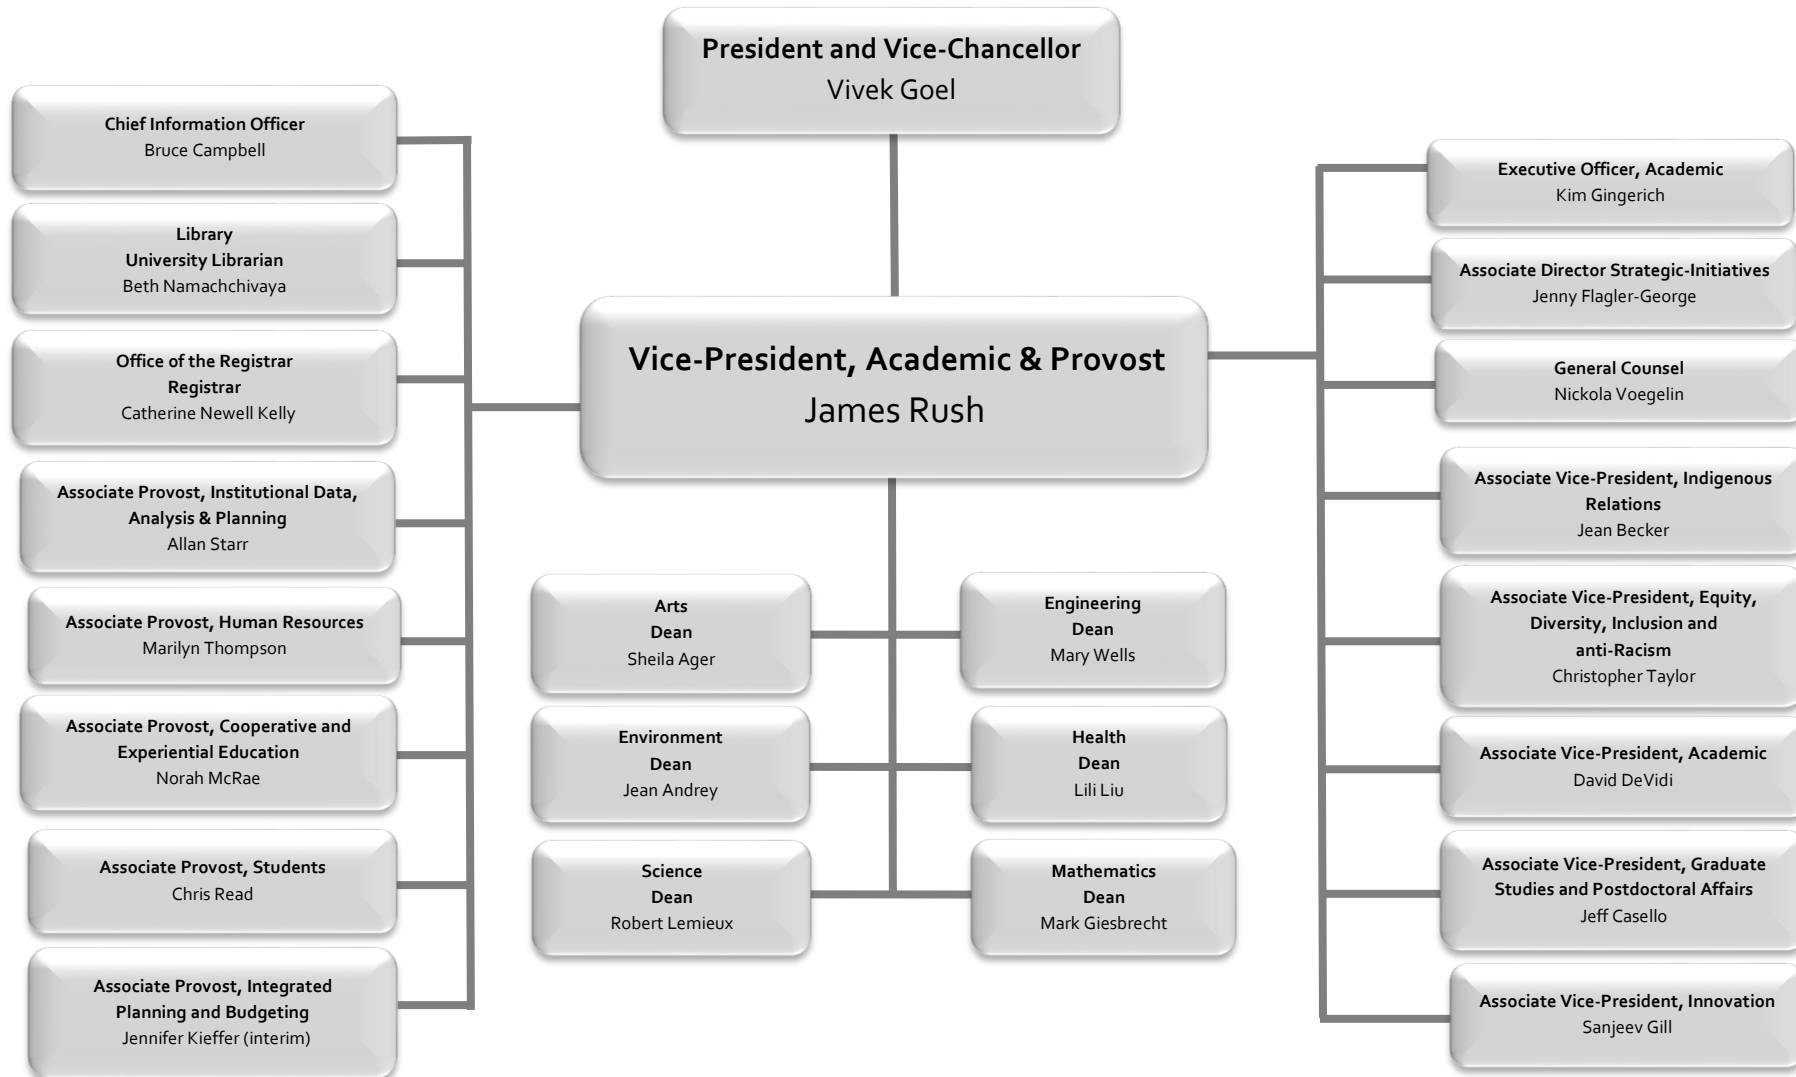 President and Vice-Chancellor
Vivek Goel
Chief Information Officer
Bruce Campbell
Library
University Librarian
Beth Namachchivaya
Office of the Registrar
Registrar
Catherine Newell Kelly
Associate Provost, Institutional Data,
Analysis & Planning
Allan Starr
Associate Provost, Human Resources
Marilyn Thompson
Associate Provost, Cooperative and
Experiential Education
Norah McRae
Associate Provost, Students
Chris Read
Associate Provost, Integrated
Planning and Budgeting
Jennifer Kieffer (interim)
Vice-President, Academic & Provost
James Rush
Arts
Dean
Sheila Ager
Engineering
Dean
Mary Wells
Environment
Dean
Jean Andrey
Health
Dean
Lili Liu
Science
Dean
Robert Lemieux
Mathematics
Dean
Mark Giesbrecht
Executive Officer, Academic
Kim Gingerich
Associate Director Strategic-Initiatives
Jenny Flagler-George
General Counsel
Nickola Voegelin
Associate Vice-President, Indigenous
Relations
Jean Becker
Associate Vice-President, Equity,
Diversity, Inclusion and
anti-Racism
Christopher Taylor
Associate Vice-President, Academic
David DeVidi
Associate Vice-President, Graduate
Studies and Postdoctoral Affairs
Jeff Casello
Associate Vice-President, Innovation
Sanjeev Gill